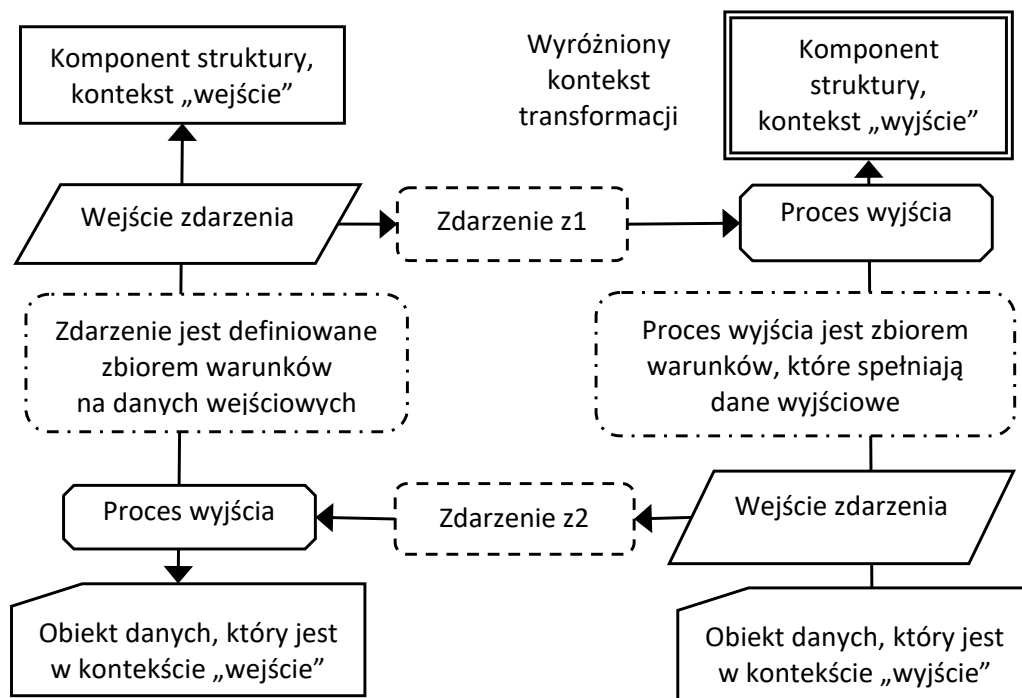 Komponent struktury,
kontekst „wejście”
Wyróżniony
kontekst
transformacji
Komponent
struktury,
kontekst „wyjście”
Wejście zdarzenia
Zdarzenie z1
Proces wyjścia
Zdarzenie jest definiowane
zbiorem warunków
na danych wejściowych
Proces wyjścia jest zbiorem
warunków, które spełniają
dane wyjściowe
Proces wyjścia
Zdarzenie z2
Wejście zdarzenia
Obiekt danych, który jest
w kontekście „wejście”
Obiekt danych, który jest
w kontekście „wyjście”